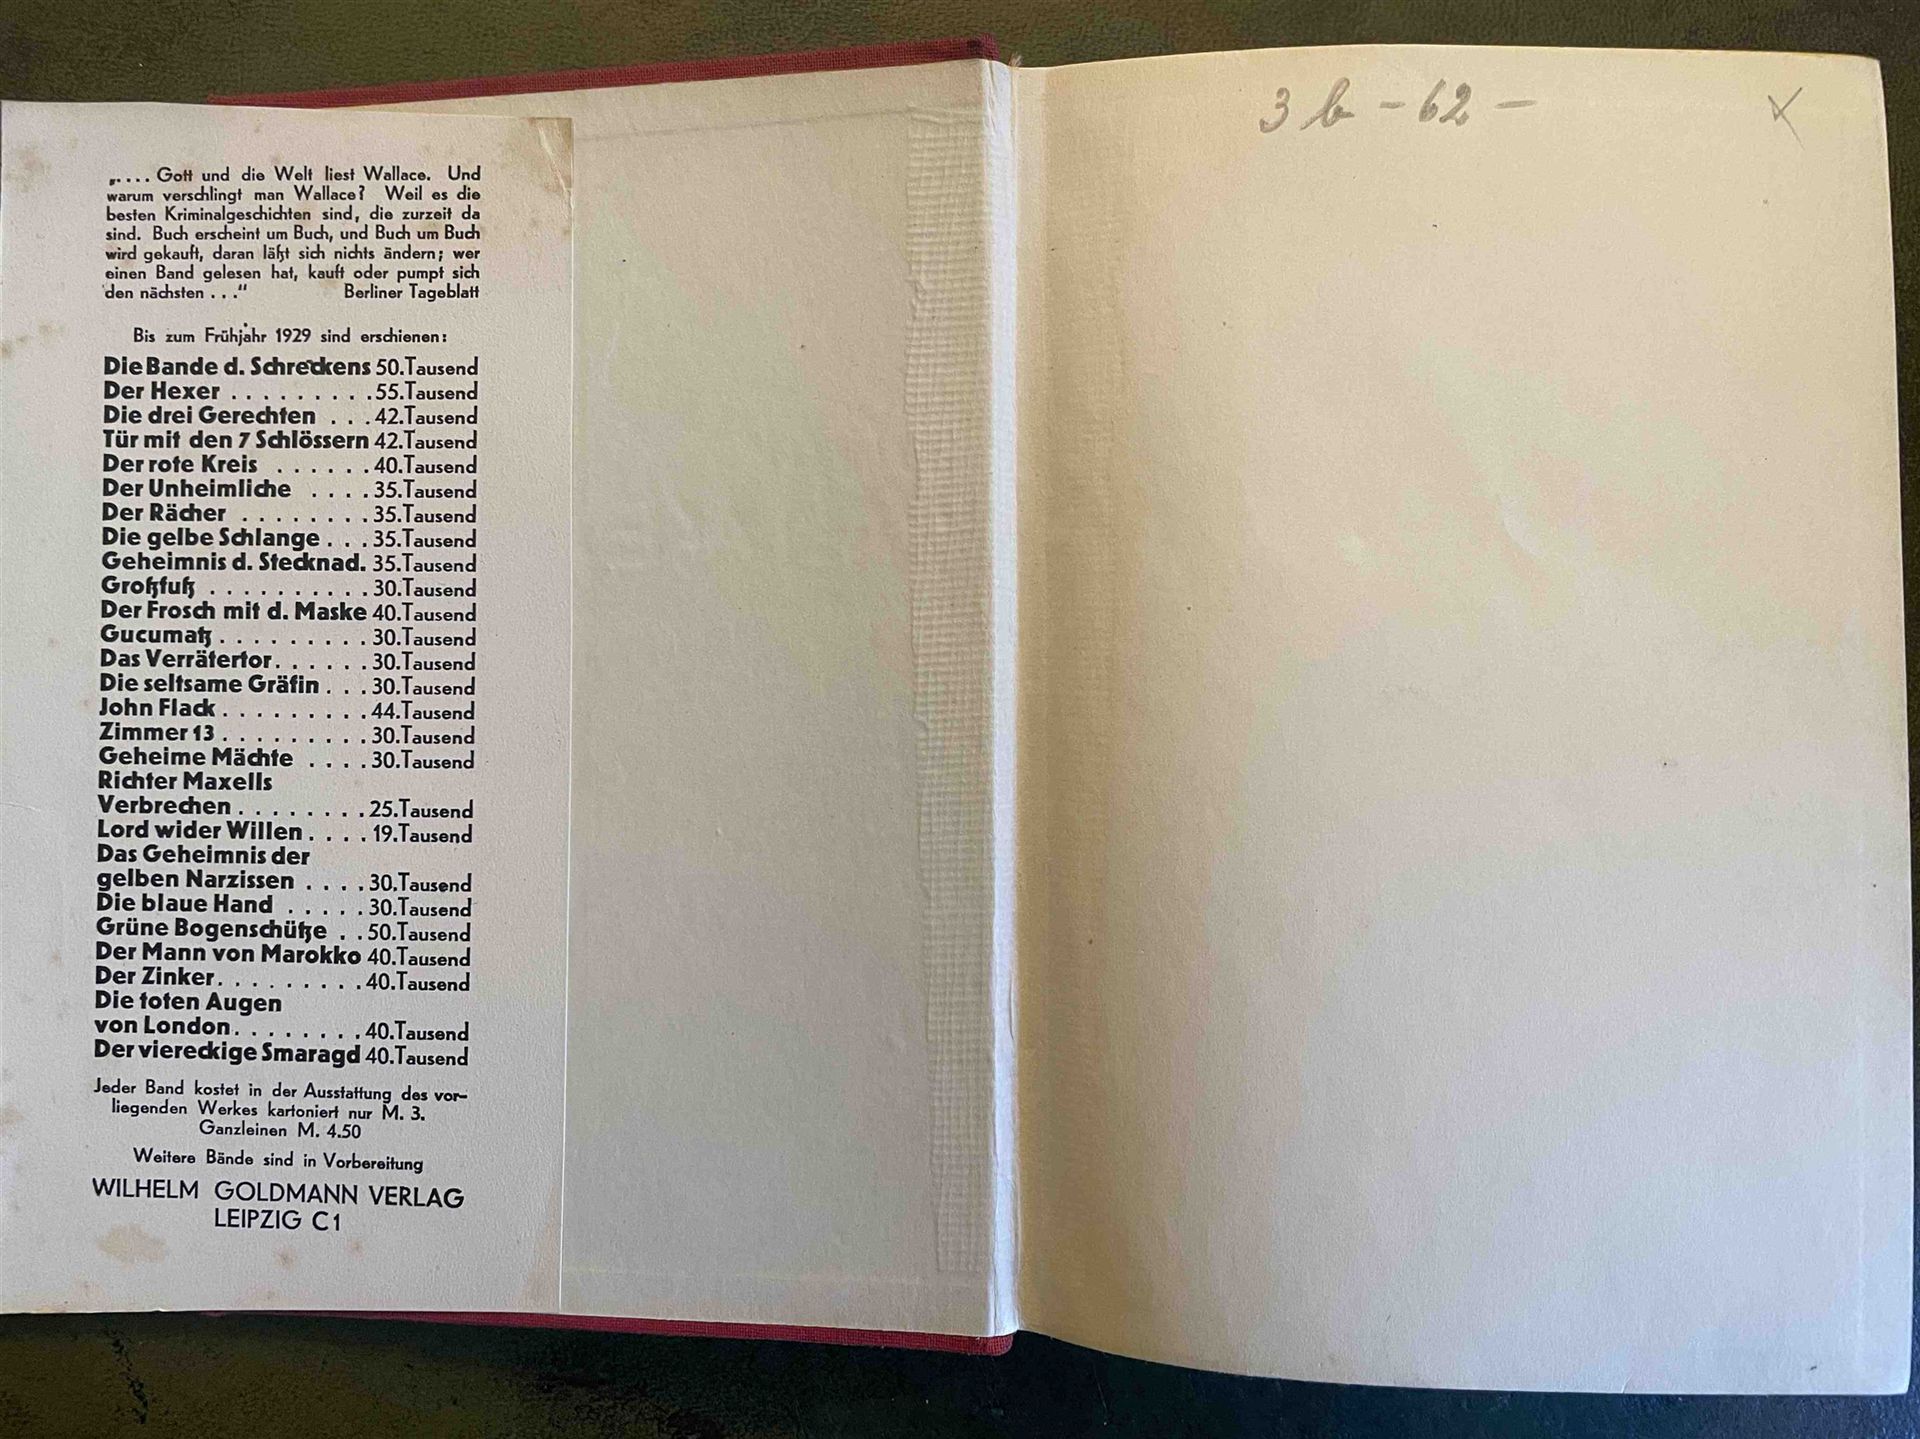 „.... Gott und die Welt liest Wallace. Und
warum verschlingt man Wallace? Weil es die
besten Kriminalgeschichten sind, die zurzeit da
sind. Buch erscheint um Buch, und Buch um Buch
wird gekauft, daran läßt sich nichts ändern; wer
einen Band gelesen hat, kauft oder pumpt sich
den nächsten ..." Berliner Tageblatt
Bis zum Frühjahr 1929 sind erschienen:
Die Bande d. Schreckens 50.Tausend
Der Hexer ......... 55.Tausend
Die drei Gerechten ... 42.Tausend
Tür mit den 7 Schlössern 42.Tausend
Der rote Kreis ...... 40.Tausend
Der Unheimliche .... 35.Tausend
Der Rächer ........ 35.Tausend
Die gelbe Schlange ... 35.Tausend
Geheimnis d. Stecknad. 35.Tausend
Großfuß .......... 30.Tausend
Der Frosch mit d. Maske 40.Tausend
Gucumatz ......... 30.Tausend
Das Verrätertor...... 30.Tausend
Die seltsame Gräfin ... 30.Tausend
John Flack ......... 44.Tausend
Zimmer 13 ......... 30.Tausend
Geheime Mächte .... 30.Tausend
Richter Maxells
Verbrechen ........ 25.Tausend
Lord wider Willen .... 19.Tausend
Das Geheimnis der
gelben Narzissen .... 30.Tausend
Die blaue Hand ..... 30.Tausend
Grüne Bogenschütze .. 50.Tausend
Der Mann von Marokko 40.Tausend
Der Zinker......... 40.Tausend
Die toten Augen
von London........ 40.Tausend
Der viereckige Smaragd 40.Tausend
Jeder Band kostet in der Ausstattung des vor-
liegenden Werkes kartoniert nur M. 3.
Ganzleinen M. 4.50
Weitere Bände sind in Vorbereitung
WILHELM GOLDMANN VERLAG
LEIPZIG C1
3 b - 62 -
x